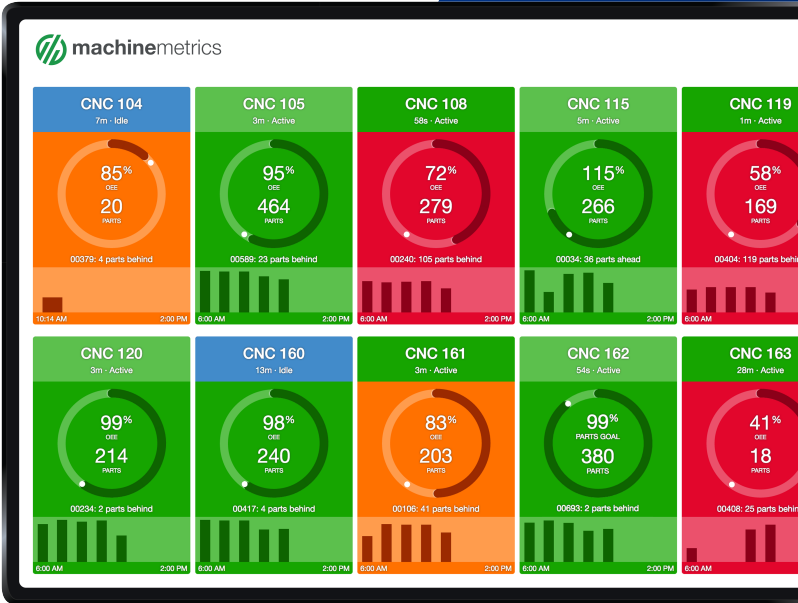 machinemetrics
CNC 104
7m · Idle
85%
OEE
20
PARTS
00379: 4 parts behind
10:14 AM 2:00 PM
CNC 105
3m · Active
95%
OEE
464
PARTS
00589: 23 parts behind
6:00 AM 2:00 PM
CNC 108
58s · Active
72%
OEE
279
PARTS
00240: 105 parts behind
6:00 AM 2:00 PM
CNC 115
5m · Active
115%
OEE
266
PARTS
00034: 36 parts ahead
6:00 AM 2:00 PM
CNC 119
1m · Active
58%
OEE
169
PARTS
00404: 119 parts behin
6:00 AM
CNC 120
3m · Active
99%
OEE
214
PARTS
00234: 2 parts behind
6:00 AM 2:00 PM
CNC 160
13m · Idle
98%
OEE
240
PARTS
00417: 4 parts behind
6:00 AM 2:00 PM
CNC 161
3m · Active
83%
OEE
203
PARTS
00106: 41 parts behind
6:00 AM 2:00 PM
CNC 162
54s · Active
99%
PARTS GOAL
380
PARTS
00693: 2 parts behind
6:00 AM 2:00 PM
CNC 163
28m · Active
41%
OEE
18
PARTS
00408: 25 parts behin
6:00 AM